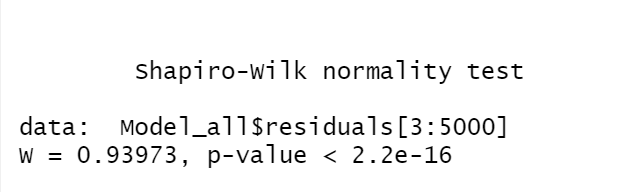 Shapiro-Wilk normality test
data:  Model_all$residuals[3:5000]
W = 0.93973, p-value < 2.2e-16